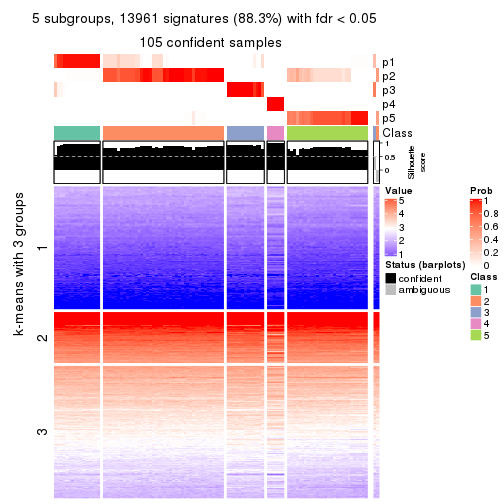 5 subgroups, 13961 signatures (88.3%) with fdr < 0.05
105 confident samples
p1
p2
p3
p4
p5
Class
1
0.5
0
Silhouette
score
k-means with 3 groups
1
2
3
Value
5
4
3
2
1
Status (barplots)
confident
ambiguous
Prob
1
0.8
0.6
0.4
0.2
0
Class
1
2
3
4
5